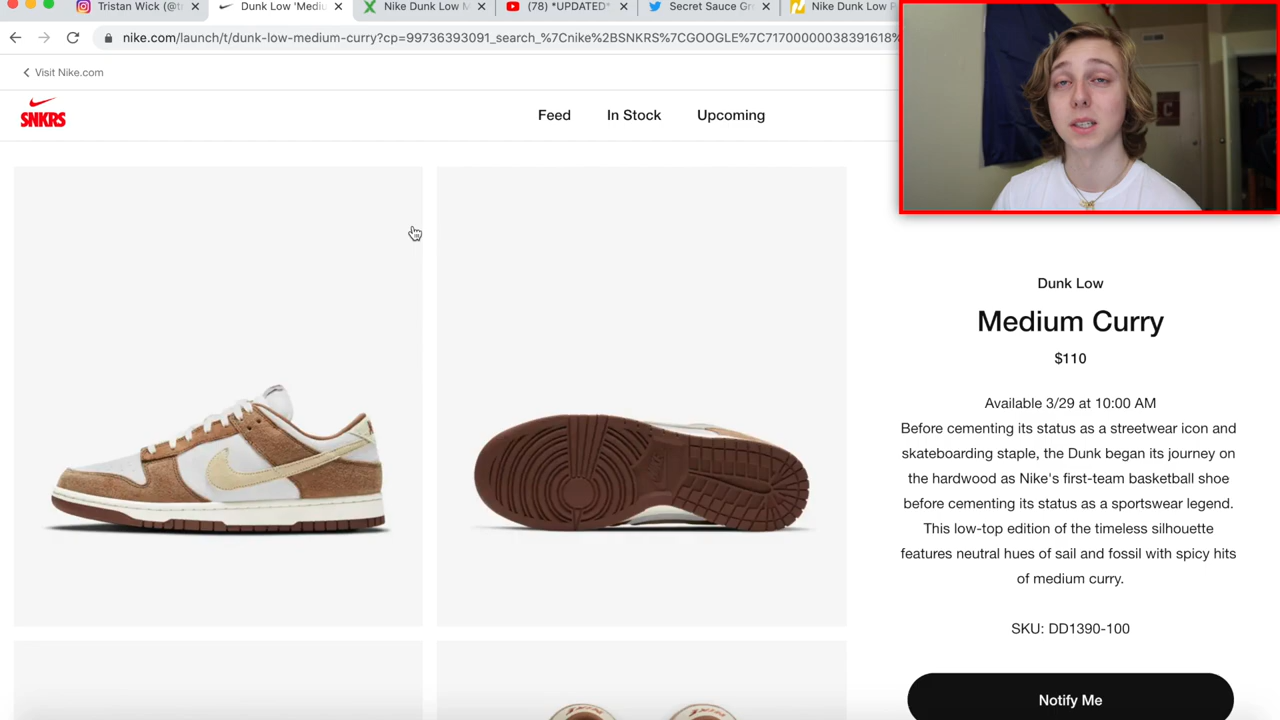 Tristan Wick (@t
Dunk Low 'Mediu
Nike Dunk Low M
(78) *UPDATED*
Secret Sauce Gr
Nike Dunk Low R
nike.com/launch/t/dunk-low-medium-curry?cp=99736393091_search_%7Cnike%2BSNKRS%7CGOOGLE%7C71700000038391618%
Visit Nike.com
SNKRS
Feed
In Stock
Upcoming
Dunk Low
Medium Curry
$110
Available 3/29 at 10:00 AM
Before cementing its status as a streetwear icon and
skateboarding staple, the Dunk began its journey on
the hardwood as Nike's first-team basketball shoe
before cementing its status as a sportswear legend.
This low-top edition of the timeless silhouette
features neutral hues of sail and fossil with spicy hits
of medium curry.
SKU: DD1390-100
Notify Me